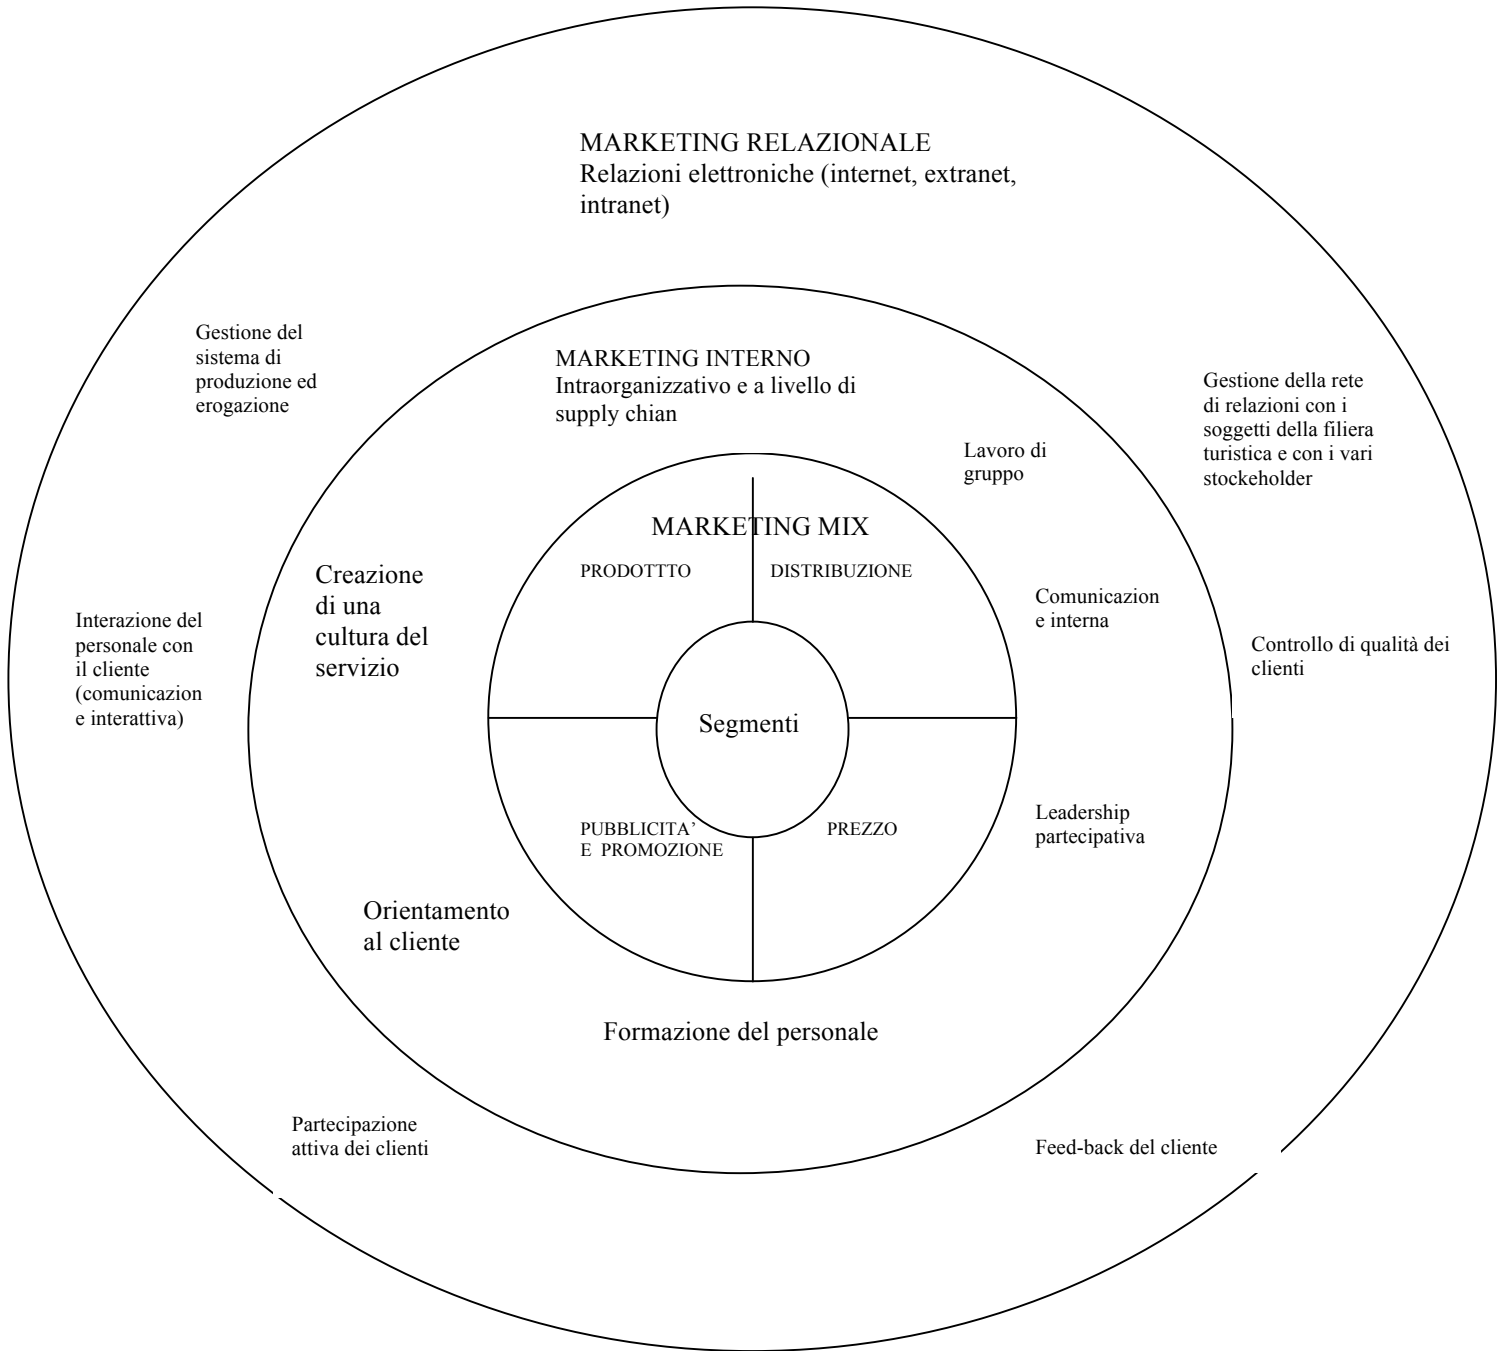 MARKETING RELAZIONALE
Relazioni elettroniche (internet, extranet,
intranet)
Gestione del
sistema di
produzione ed
erogazione
MARKETING INTERNO
Intraorganizzativo e a livello di
supply chian
Gestione della rete
di relazioni con i
soggetti della filiera
turistica e con i vari
stockeholder
Lavoro di
gruppo
MARKETING MIX
PRODOTTTO
DISTRIBUZIONE
Creazione
di una
cultura del
servizio
Comunicazion
e interna
Interazione del
personale con
il cliente
(comunicazion
e interattiva)
Controllo di qualità dei
clienti
Segmenti
PUBBLICITA’
E PROMOZIONE
PREZZO
Leadership
partecipativa
Orientamento
al cliente
Formazione del personale
Partecipazione
attiva dei clienti
Feed-back del cliente